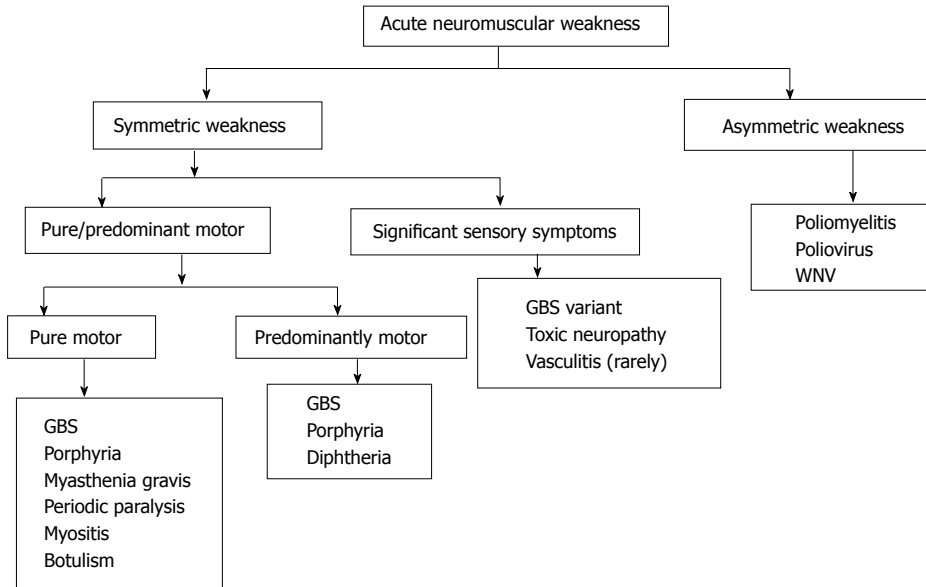 Acute neuromuscular weakness
Symmetric weakness
Asymmetric weakness
Pure/predominant motor
Significant sensory symptoms
Poliomyelitis
Poliovirus
WNV
Pure motor
Predominantly motor
GBS variant
Toxic neuropathy
Vasculitis (rarely)
GBS
Porphyria
Myasthenia gravis
Periodic paralysis
Myositis
Botulism
GBS
Porphyria
Diphtheria